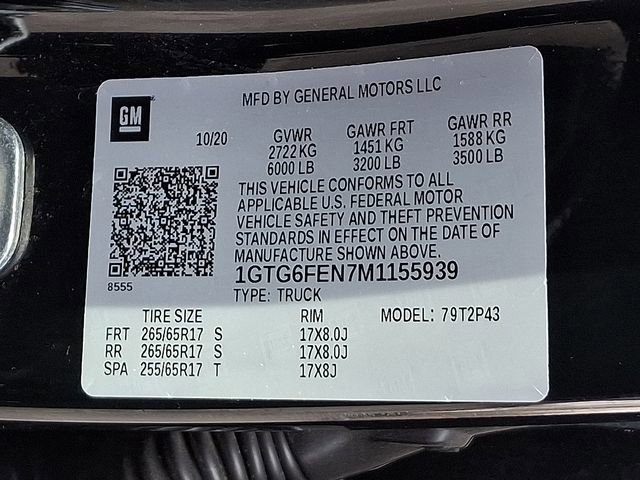 MFD BY GENERAL MOTORS LLC
GM
10/20
GVWR GAWR FRT GAWR RR
2722 KG 1451 KG 1588 KG
6000 LB 3200 LB 3500 LB
THIS VEHICLE CONFORMS TO ALL
APPLICABLE U.S. FEDERAL MOTOR
VEHICLE SAFETY AND THEFT PREVENTION
STANDARDS IN EFFECT ON THE DATE OF
MANUFACTURE SHOWN ABOVE.
1GTG6FEN7M1155939
8555
TYPE: TRUCK
TIRE SIZE RIM MODEL: 79T2P43
FRT 265/65R17 S 17X8.0J
RR 265/65R17 S 17X8.0J
SPA 255/65R17 T 17X8J